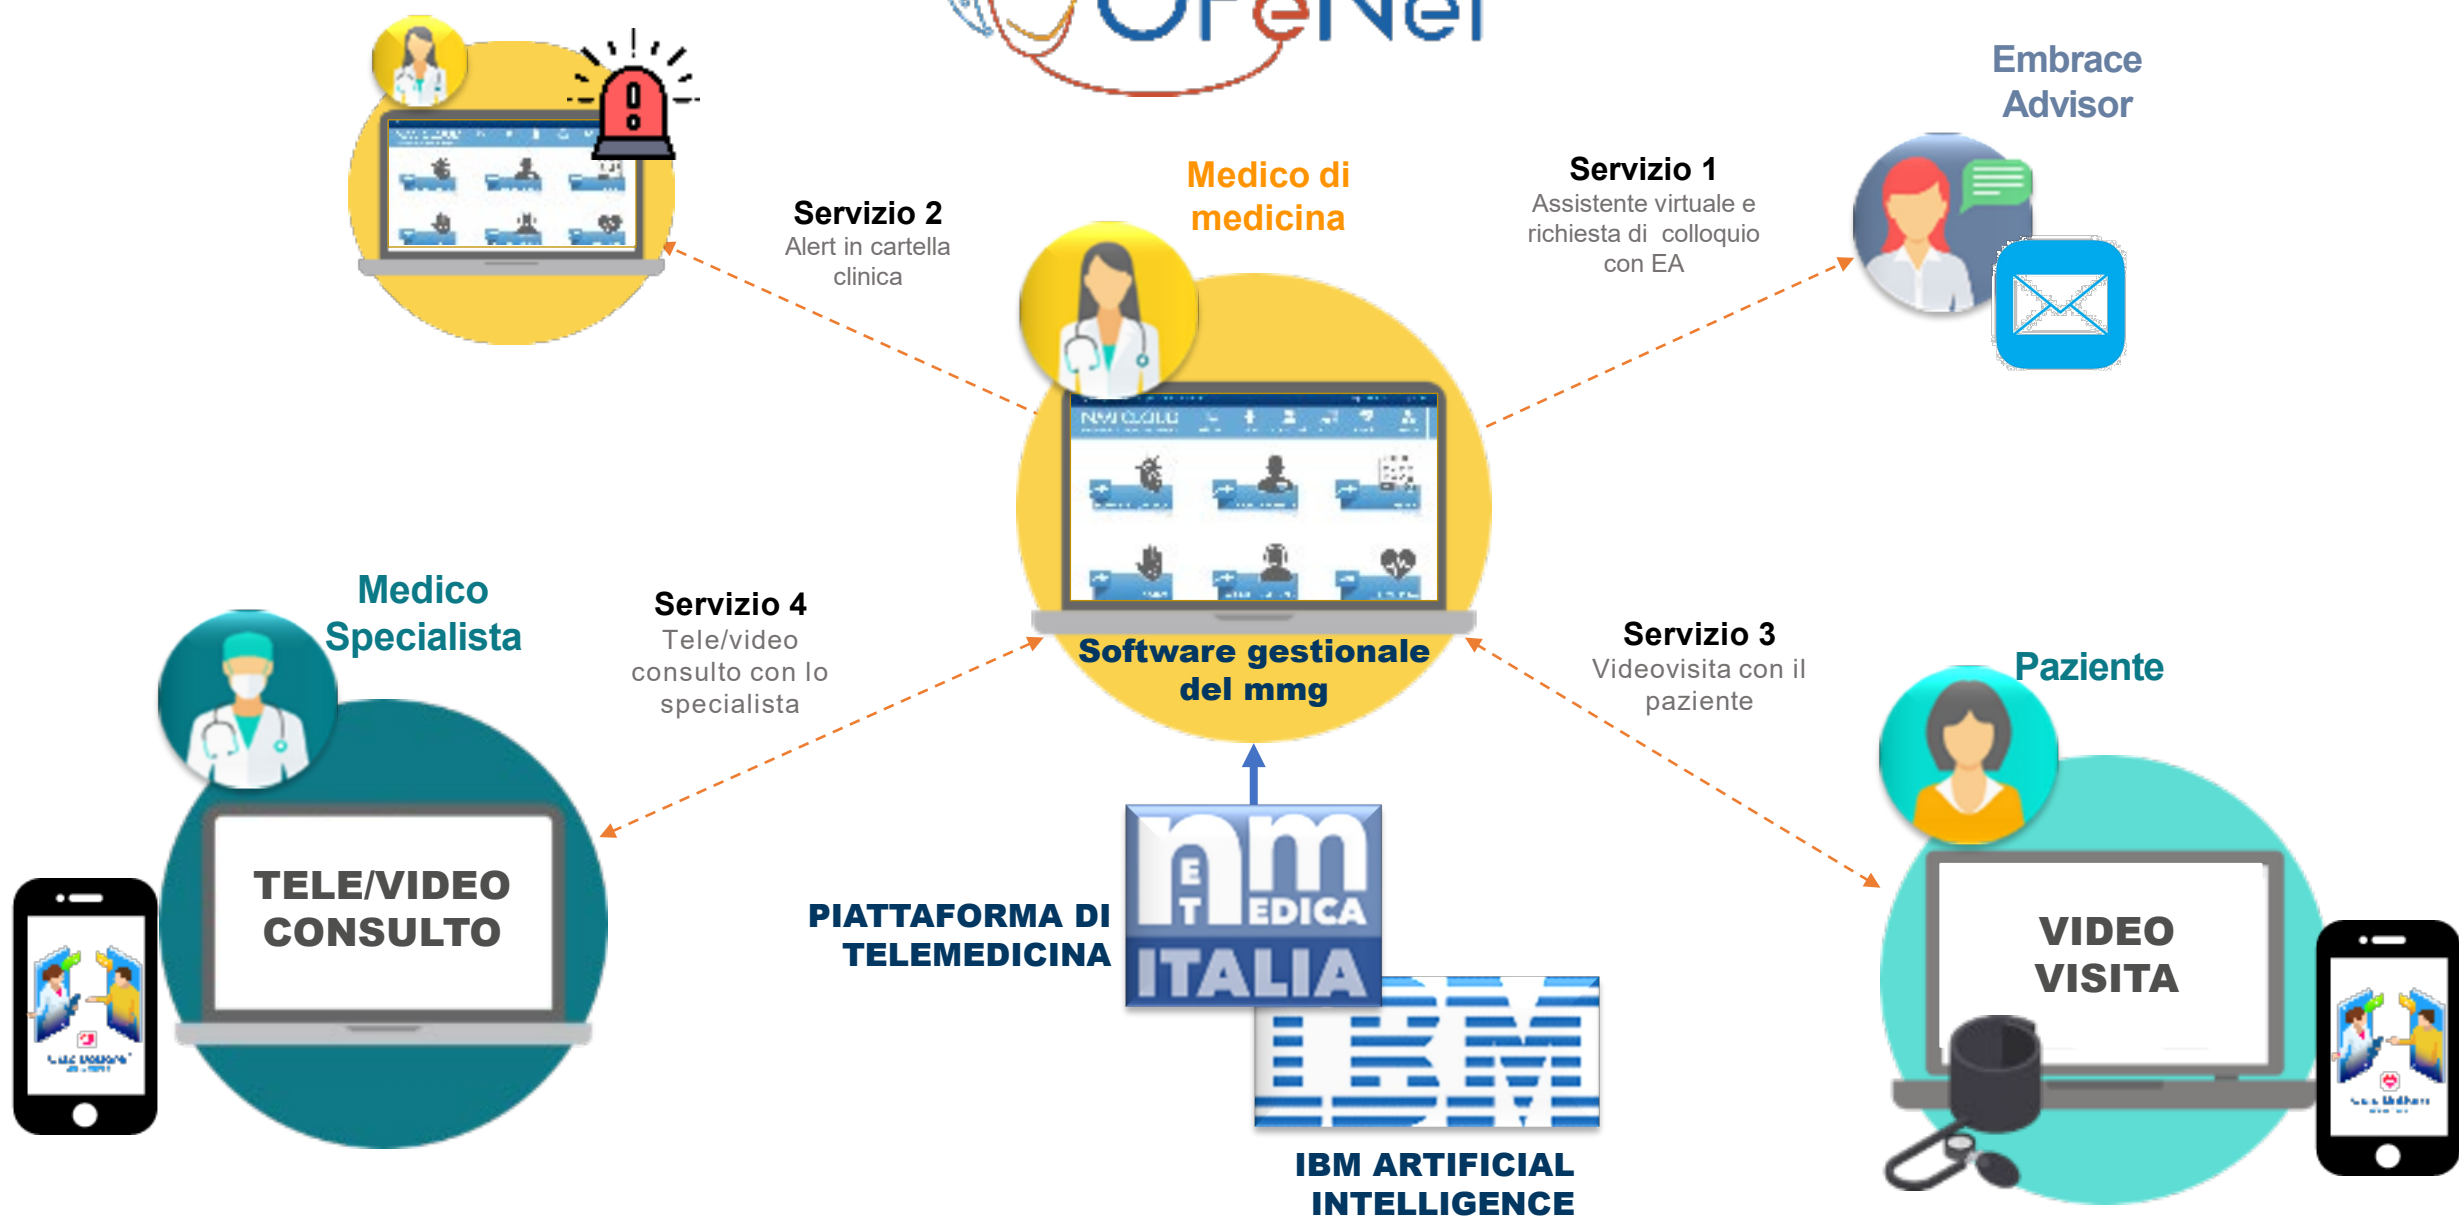 Embrace
Advisor
Servizio 1
Assistente virtuale e
richiesta di colloquio
con EA
Medico di
medicina
Servizio 2
Alert in cartella
clinica
Medico
Specialista
Servizio 4
Tele/video
consulto con lo
specialista
Software gestionale
del mmg
Servizio 3
Videovisita con il
paziente
Paziente
TELE/VIDEO
CONSULTO
PIATTAFORMA DI
TELEMEDICINA
NET MEDICA
ITALIA
VIDEO
VISITA
IBM
IBM ARTIFICIAL
INTELLIGENCE